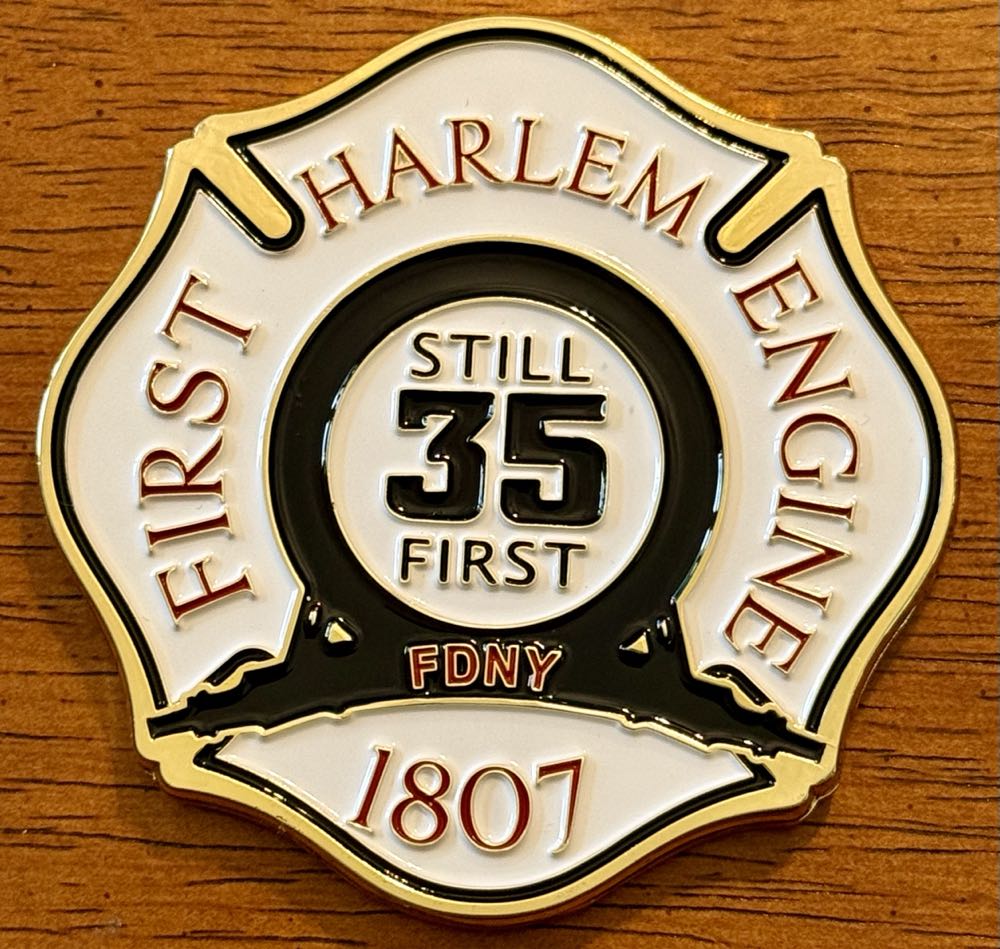 FIRST HARLEM ENGINE
STILL
35
FIRST
FDNY
1807